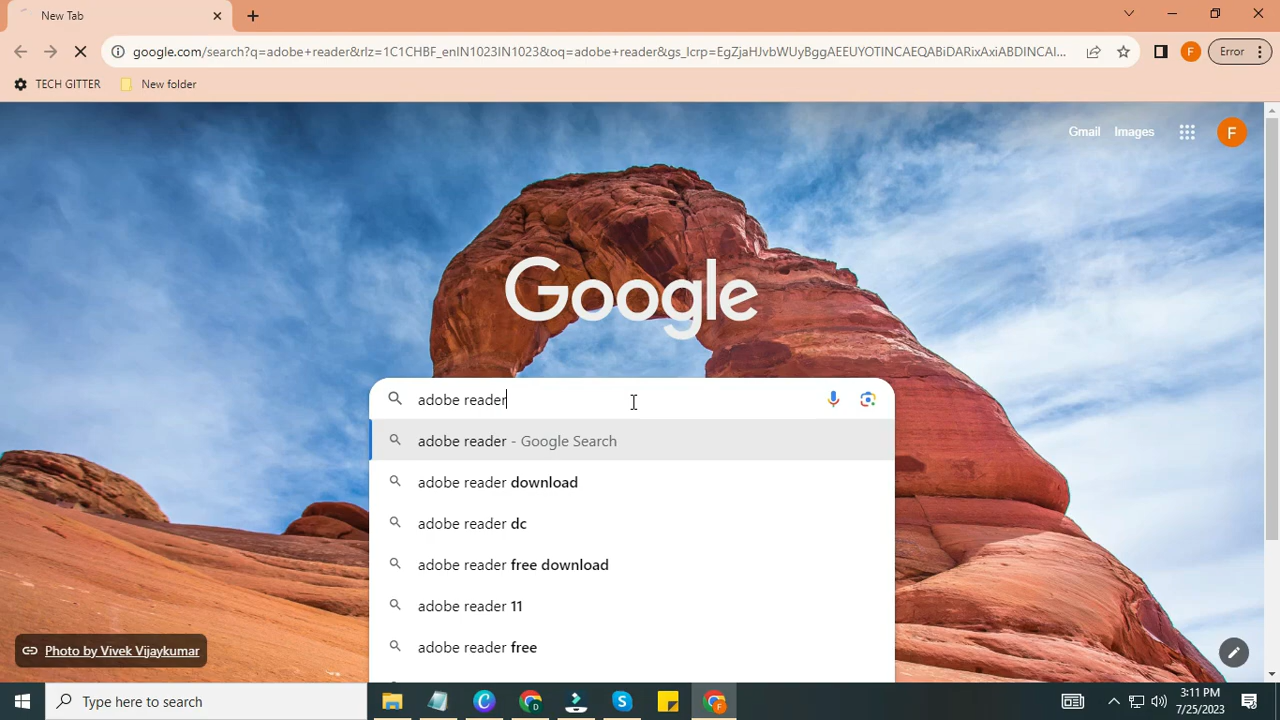 New Tab
google.com/search?q=adobe+reader&rlz=1C1CHBF_enIN1023IN1023&oq=adobe+reader&gs_lcrp=EgZjaHJvbWUyBggAEEUYOTINCAEQABiDARixAxiABDINCAI...
F
Error
TECH GITTER
New folder
Gmail
Images
F
Google
adobe reader
adobe reader - Google Search
adobe reader download
adobe reader dc
adobe reader free download
adobe reader 11
adobe reader free
Photo by Vivek Vijaykumar
Type here to search
3:11 PM
7/25/2023